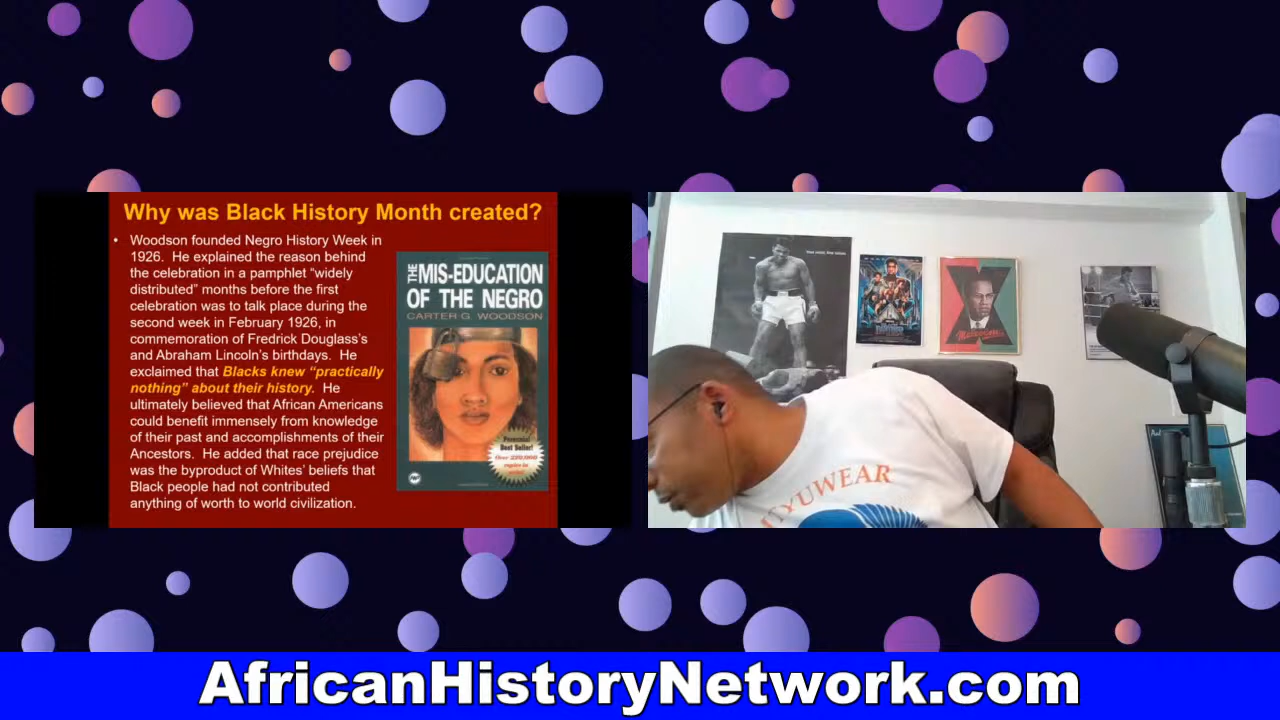 Why was Black History Month created?
• Woodson founded Negro History Week in
1926. He explained the reason behind
the celebration in a pamphlet “widely
distributed” months before the first
celebration was to talk place during the
second week in February 1926, in
commemoration of Fredrick Douglass’s
and Abraham Lincoln’s birthdays. He
exclaimed that Blacks knew “practically
nothing” about their history. He
ultimately believed that African Americans
could benefit immensely from knowledge
of their past and accomplishments of their
Ancestors. He added that race prejudice
was the byproduct of Whites’ beliefs that
Black people had not contributed
anything of worth to world civilization.
THE MIS-EDUCATION
OF THE NEGRO
CARTER G. WOODSON
Perennial
Best Seller!
Over
copies in
X
YUWEAR
AfricanHistoryNetwork.com